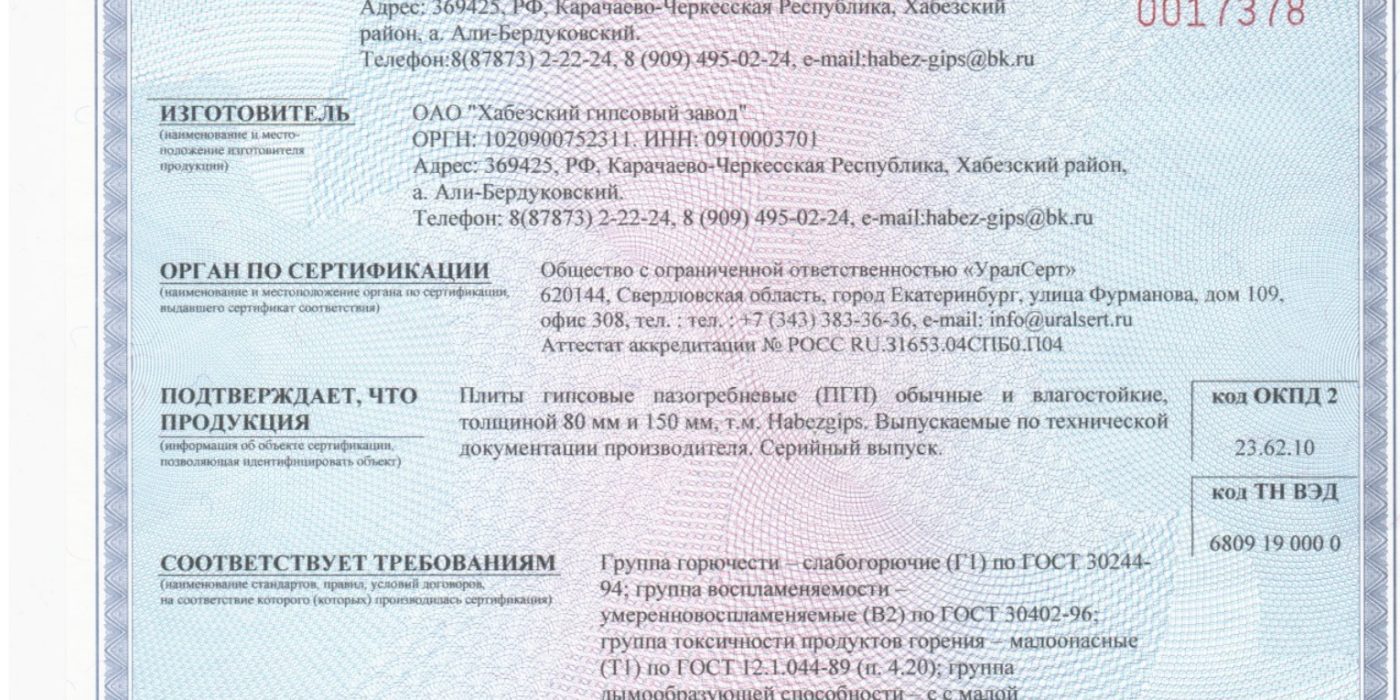 Адрес: 369425, РФ, Карачаево-Черкесская Республика, Хабезский
0017378
район, а. Али-Бердуковский.
Телефон:8(87873) 2-22-24, 8 (909) 495-02-24, e-mail:habez-gips@bk.ru
ИЗГОТОВИТЕЛЬ
(наименование и место-
положение изготовителя
продукции)
ОАО "Хабезский гипсовый завод"
ОРГН: 1020900752311, ИНН: 0910003701
Адрес: 369425, РФ, Карачаево-Черкесская Республика, Хабезский район,
а. Али-Бердуковский.
Телефон: 8(87873) 2-22-24, 8 (909) 495-02-24, e-mail:habez-gips@bk.ru
ОРГАН ПО СЕРТИФИКАЦИИ
(наименование и местоположение органа по сертификации,
выдавшего сертификат соответствия)
Общество с ограниченной ответственностью «УралСерт»
620144, Свердловская область, город Екатеринбург, улица Фурманова, дом 109,
офис 308, тел. : тел. : +7 (343) 383-36-36, e-mail: info@uralsert.ru
Аттестат аккредитации № РОСС RU.31653.04СПБ0.П04
ПОДТВЕРЖДАЕТ, ЧТО
ПРОДУКЦИЯ
(информация об объекте сертификации,
позволяющая идентифицировать объект)
Плиты гипсовые пазогребневые (ПГП) обычные и влагостойкие,
толщиной 80 мм и 150 мм, т.м. Habezgips. Выпускаемые по технической
документации производителя. Серийный выпуск.
код ОКПД 2
23.62.10
код ТН ВЭД
6809 19 000 0
СООТВЕТСТВУЕТ ТРЕБОВАНИЯМ
(наименование стандартов, правил, условий договоров,
на соответствие которого (которых) производилась сертификация)
Группа горючести – слабогорючие (Г1) по ГОСТ 30244-
94; группа воспламеняемости –
умеренновоспламеняемые (В2) по ГОСТ 30402-96;
группа токсичности продуктов горения – малоопасные
(Т1) по ГОСТ 12.1.044-89 (п. 4.20); группа
дымообразующей способности – с с малой